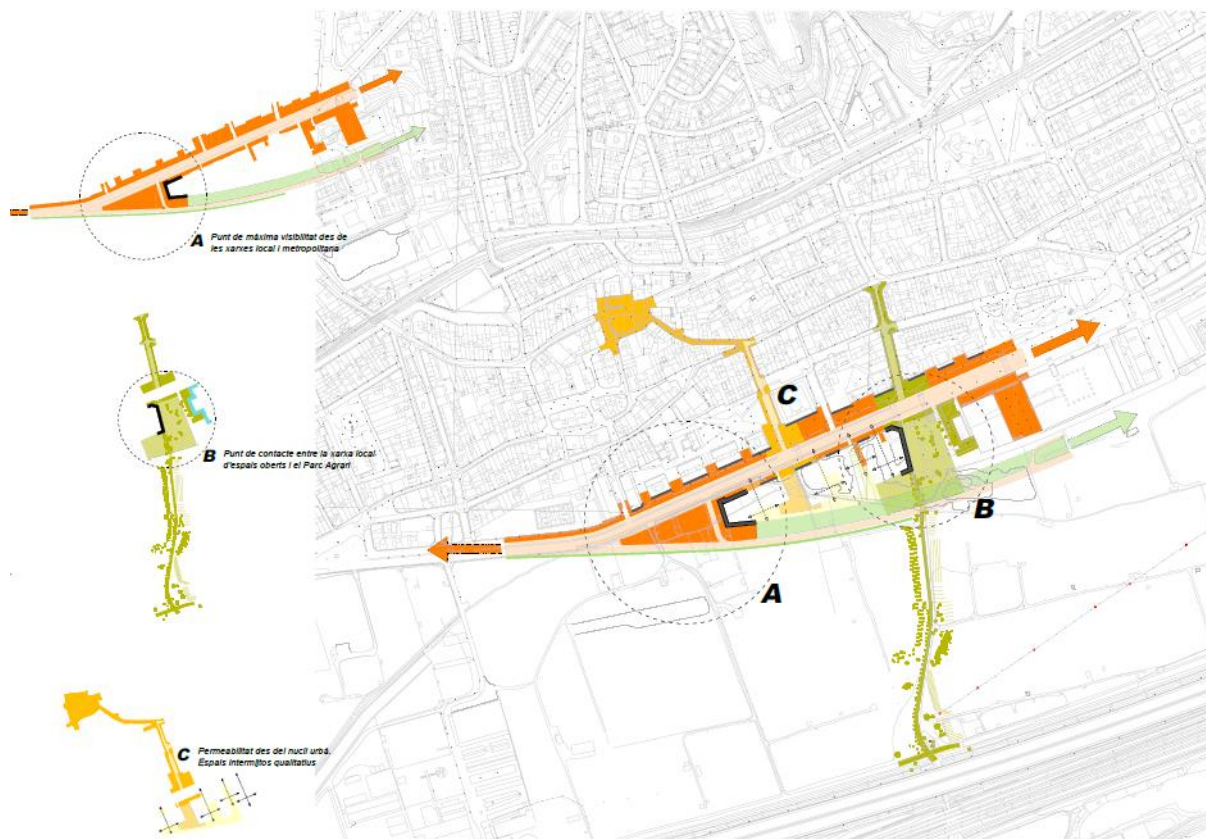 A Punt de màxima visibilitat des de
les xarxes local i metropolitana
B Punt de contacte entre la xarxa local
d'espais oberts i el Parc Agrari
C Permeabilitat des del nucli urbà.
Espais intermitjos qualitatius
C
B
A